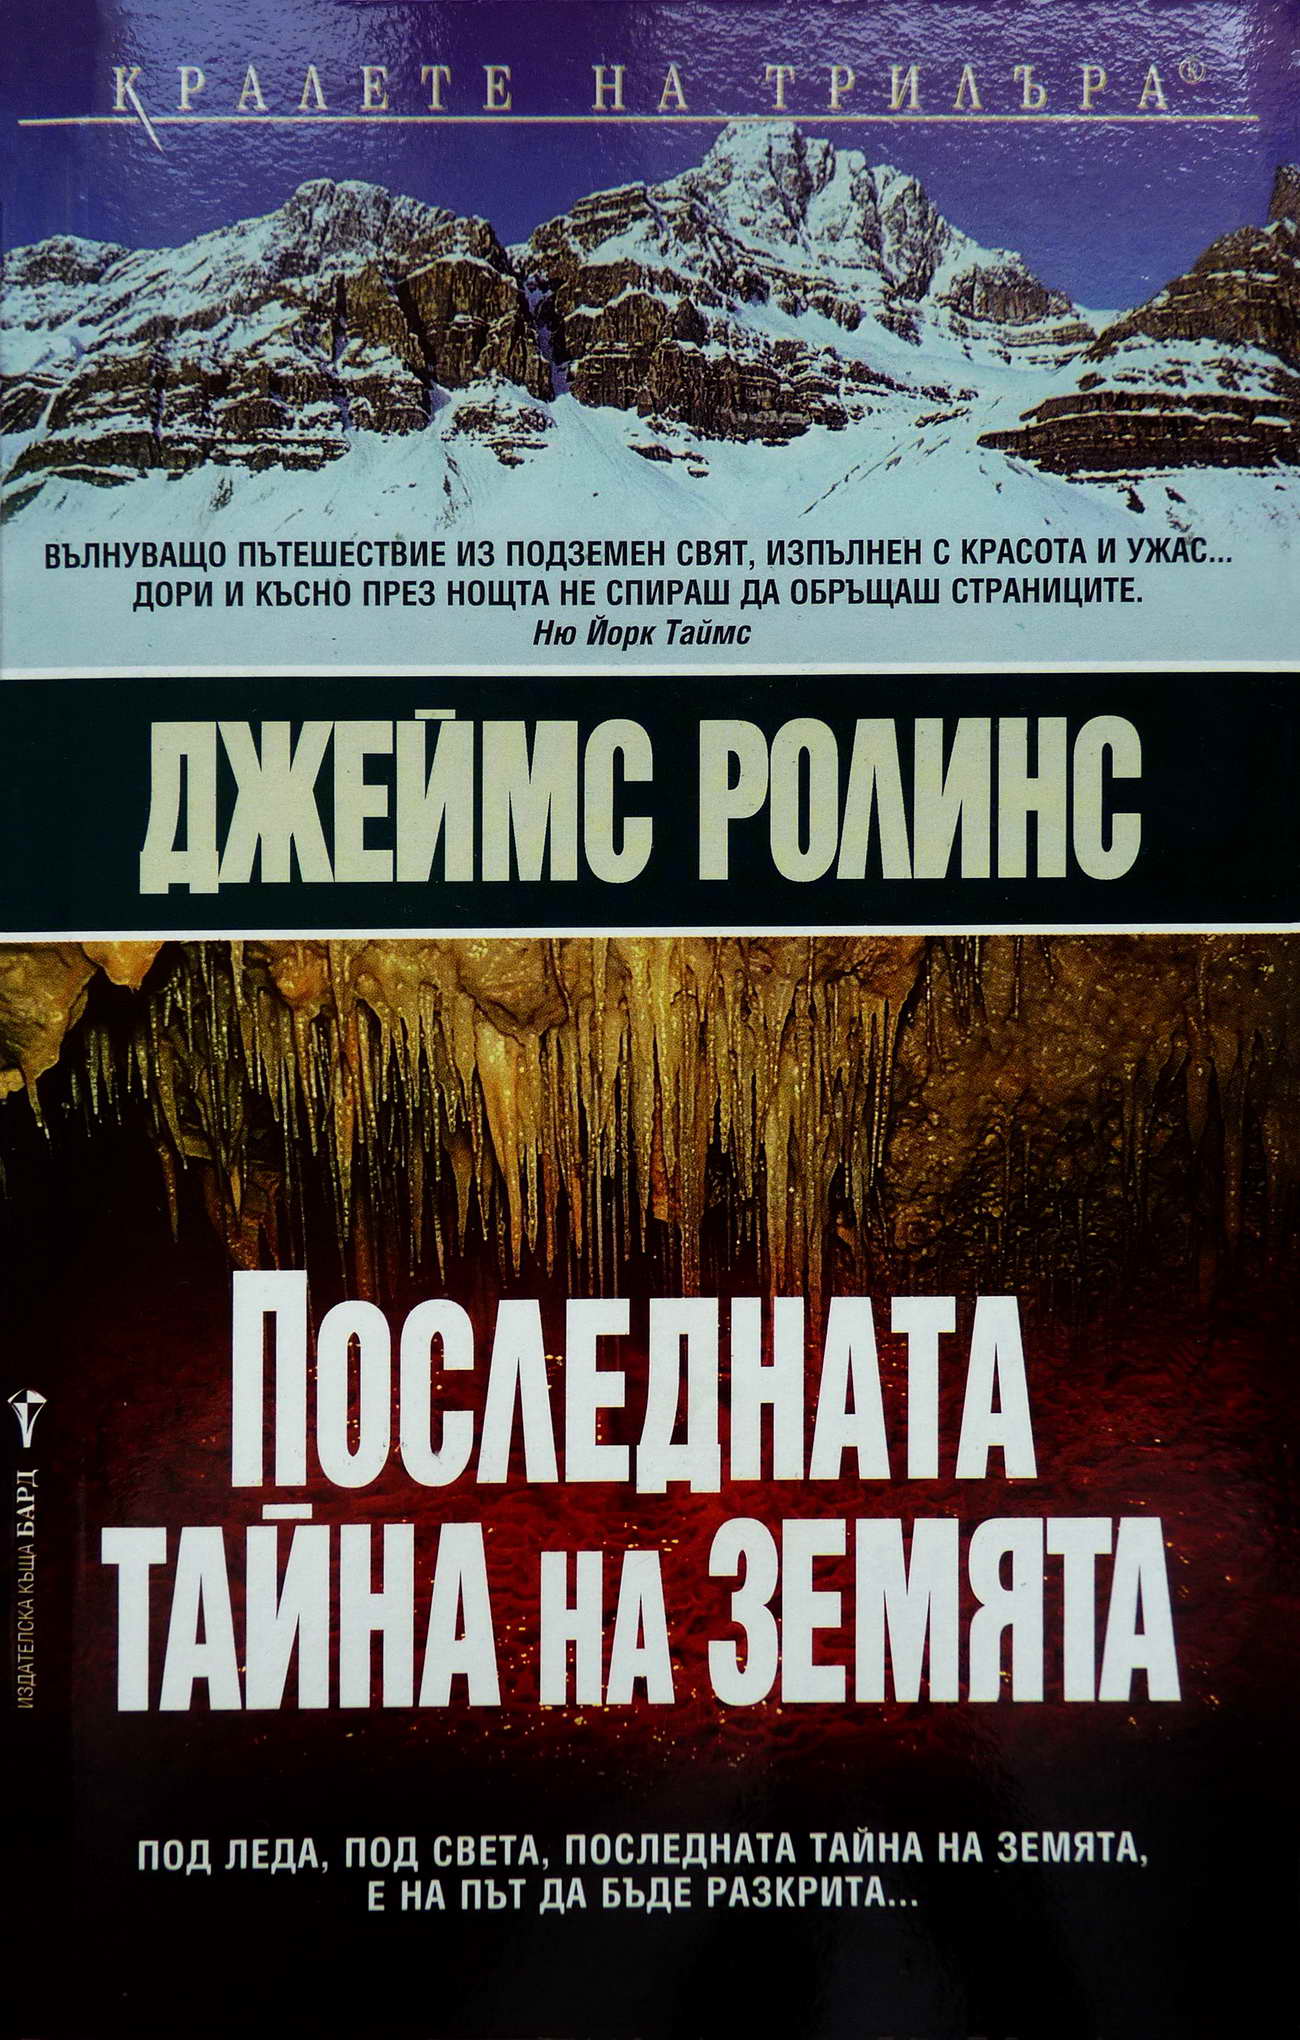 КРАЛЕТЕ НА ТРИЛЪРА®
ВЪЛНУВАЩО ПЪТЕШЕСТВИЕ ИЗ ПОДЗЕМЕН СВЯТ, ИЗПЪЛНЕН С КРАСОТА И УЖАС...
ДОРИ И КЪСНО ПРЕЗ НОЩТА НЕ СПИРАШ ДА ОБРЪЩАШ СТРАНИЦИТЕ.
Ню Йорк Таймс
ДЖЕЙМС РОЛИНС
ПОСЛЕДНАТА
ТАЙНА НА ЗЕМЯТА
ИЗДАТЕЛСКА КЪЩА БАРД
ПОД ЛЕДА, ПОД СВЕТА, ПОСЛЕДНАТА ТАЙНА НА ЗЕМЯТА,
Е НА ПЪТ ДА БЪДЕ РАЗКРИТА...